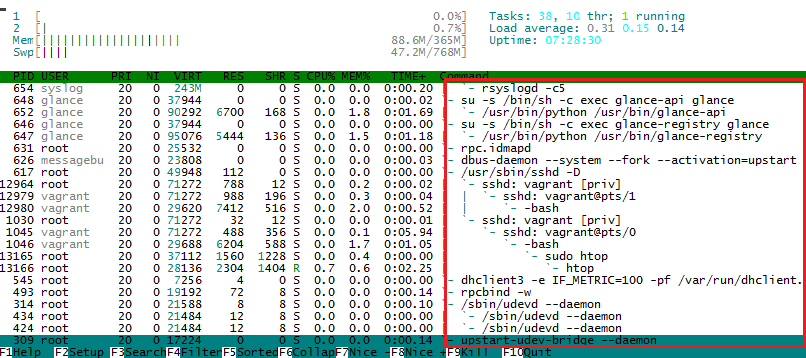 1 [ 0.0%] Tasks: 38, 10 thr; 1 running
2 [| 0.7%] Load average: 0.31 0.15 0.14
Mem[|||||||||||||||||||| 88.6M/365M] Uptime: 07:28:30
Swp[|||| 47.2M/768M]
PID USER PRI NI VIRT RES SHR S CPU% MEM% TIME+ Command
654 syslog 20 0 243M 0.0 0.0 0:00.20 `- rsyslogd -c5
648 glance 20 0 37944 0 0 S 0.0 0.0 0:00.02 - su -s /bin/sh -c exec glance-api glance
652 glance 20 0 90292 6700 168 S 0.0 1.8 0:01.69 `- /usr/bin/python /usr/bin/glance-api
646 glance 20 0 37944 0 0 S 0.0 0.0 0:00.00 - su -s /bin/sh -c exec glance-registry glance
647 glance 20 0 95076 5444 136 S 0.0 1.5 0:01.18 `- /usr/bin/python /usr/bin/glance-registry
631 root 20 0 25532 0 0 S 0.0 0.0 0:00.00 - rpc.idmapd
626 messagebu 20 0 23808 0 0 S 0.0 0.0 0:00.03 - dbus-daemon --system --fork --activation=upstart
617 root 20 0 49948 112 0 S 0.0 0.0 0:00.00 - /usr/sbin/sshd -D
12964 root 20 0 71272 788 12 S 0.0 0.2 0:00.02 `- sshd: vagrant [priv]
12979 vagrant 20 0 71272 988 196 S 0.0 0.3 0:00.04 | `- sshd: vagrant@pts/1
12980 vagrant 20 0 29620 7412 516 S 0.0 2.0 0:00.52 | `- -bash
1030 root 20 0 71272 32 12 S 0.0 0.0 0:00.01 `- sshd: vagrant [priv]
1045 vagrant 20 0 71272 488 356 S 0.0 0.1 0:05.94 `- sshd: vagrant@pts/0
1046 vagrant 20 0 29688 6204 588 S 0.0 1.7 0:01.05 `- -bash
13165 root 20 0 37112 1560 1228 S 0.0 0.4 0:00.00 `- sudo htop
13166 root 20 0 28136 2304 1404 R 0.7 0.6 0:02.25 `- htop
545 root 20 0 7256 4 0 S 0.0 0.0 0:00.00 - dhclient3 -e IF_METRIC=100 -pf /var/run/dhclient.
493 root 20 0 19192 72 8 S 0.0 0.0 0:00.14 - rpcbind -w
314 root 20 0 21588 8 8 S 0.0 0.0 0:00.10 - /sbin/udevd --daemon
434 root 20 0 21484 12 8 S 0.0 0.0 0:00.00 `- /sbin/udevd --daemon
424 root 20 0 21484 12 8 S 0.0 0.0 0:00.00 `- /sbin/udevd --daemon
309 root 20 0 17224 0 0 S 0.0 0.0 0:00.14 - upstart-udev-bridge --daemon
F1Help F2Setup F3SearchF4FilterF5SortedF6CollapF7Nice -F8Nice +F9Kill F10Quit